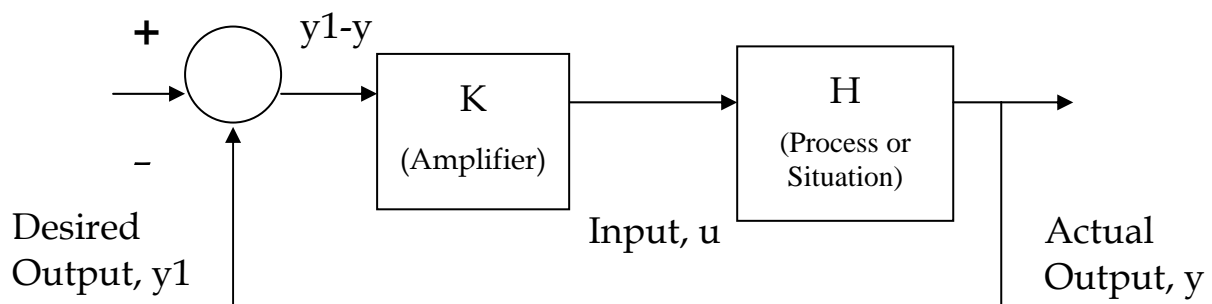 +
y1-y
K
(Amplifier)
H
(Process or
Situation)
–
Desired
Output, y1
Input, u
Actual
Output, y